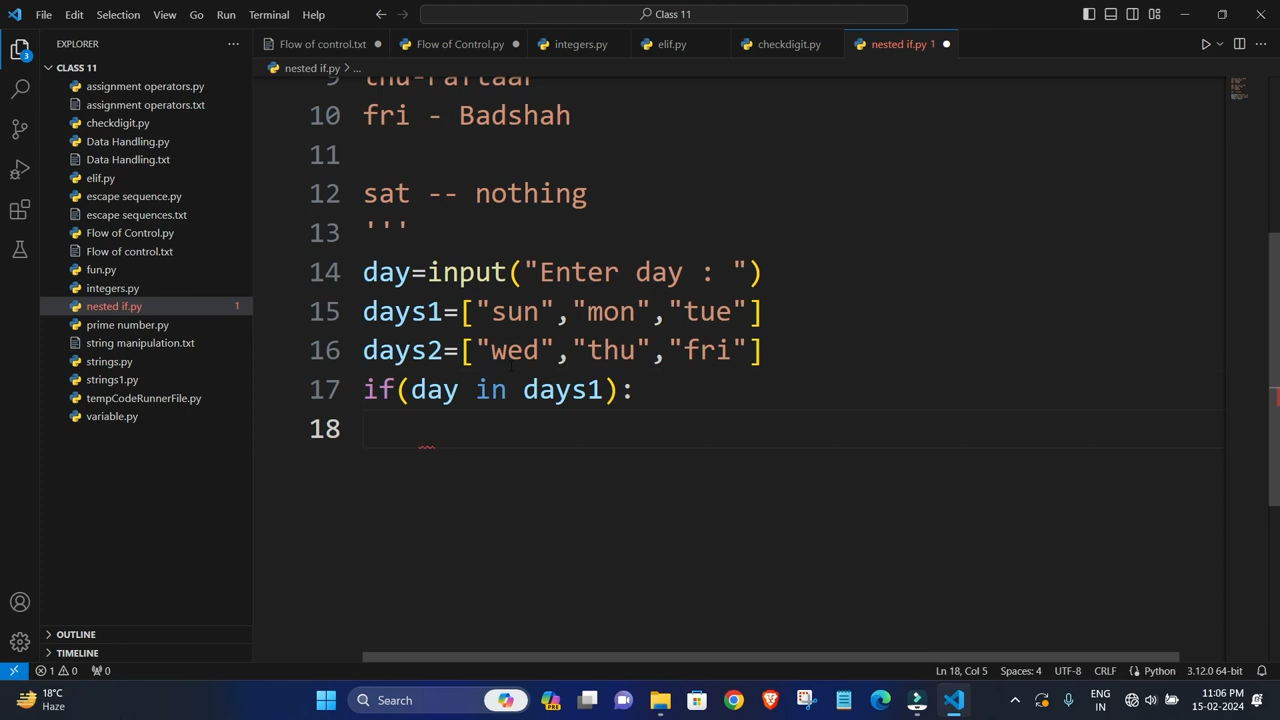 File Edit Selection View Go Run Terminal Help
Class 11
EXPLORER
Flow of control.txt
Flow of Control.py
integers.py
elif.py
checkdigit.py
nested if.py 1
nested if.py > ...
CLASS 11
assignment operators.py
assignment operators.txt
checkdigit.py
Data Handling.py
Data Handling.txt
elif.py
escape sequence.py
escape sequences.txt
Flow of Control.py
Flow of control.txt
fun.py
integers.py
nested if.py 1
prime number.py
string manipulation.txt
strings.py
strings1.py
tempCodeRunnerFile.py
variable.py
OUTLINE
TIMELINE
10 fri - Badshah
11
12 sat -- nothing
13 '''
14 day=input("Enter day : ")
15 days1=["sun","mon","tue"]
16 days2=["wed","thu","fri"]
17 if(day in days1):
18
3
1 0 0
Ln 18, Col 5 Spaces: 4 UTF-8 CRLF Python 3.12.0 64-bit
18°C
Haze
Search
PRE
ENG
IN
11:06 PM
15-02-2024